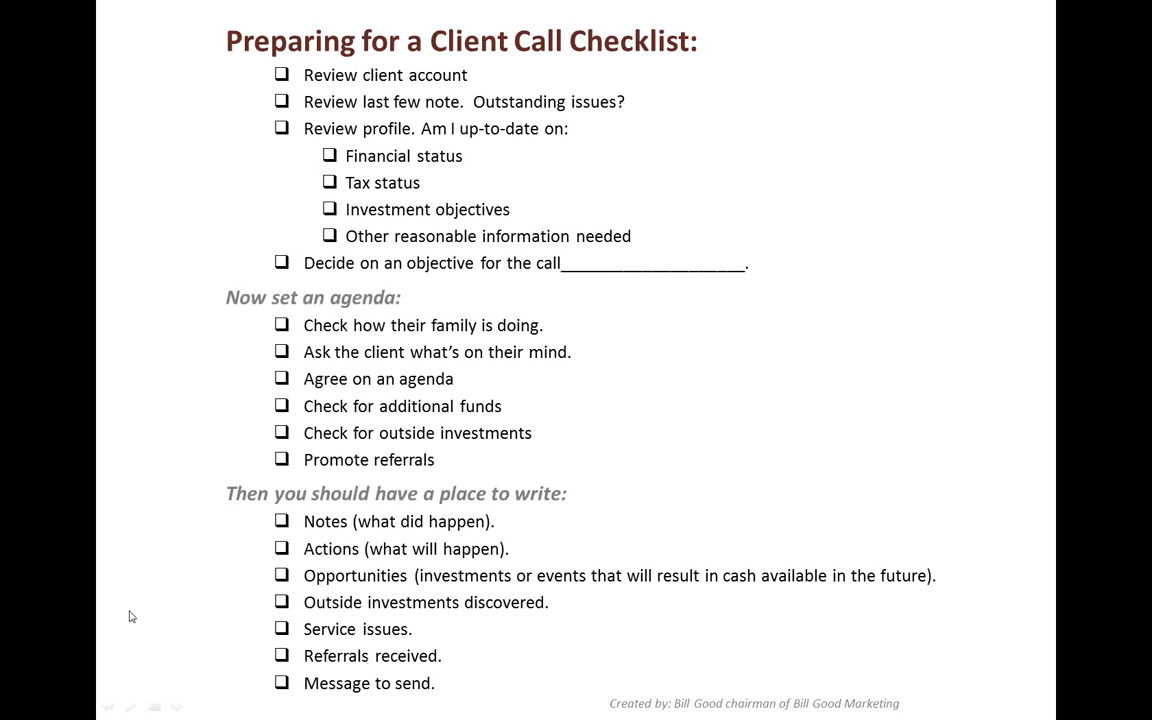 Preparing for a Client Call Checklist:
Review client account
Review last few note.  Outstanding issues?
Review profile. Am I up-to-date on:
Financial status
Tax status
Investment objectives
Other reasonable information needed
Decide on an objective for the call____________________.
Now set an agenda:
Check how their family is doing.
Ask the client what’s on their mind.
Agree on an agenda
Check for additional funds
Check for outside investments
Promote referrals
Then you should have a place to write:
Notes (what did happen).
Actions (what will happen).
Opportunities (investments or events that will result in cash available in the future).
Outside investments discovered.
Service issues.
Referrals received.
Message to send.
Created by: Bill Good chairman of Bill Good Marketing